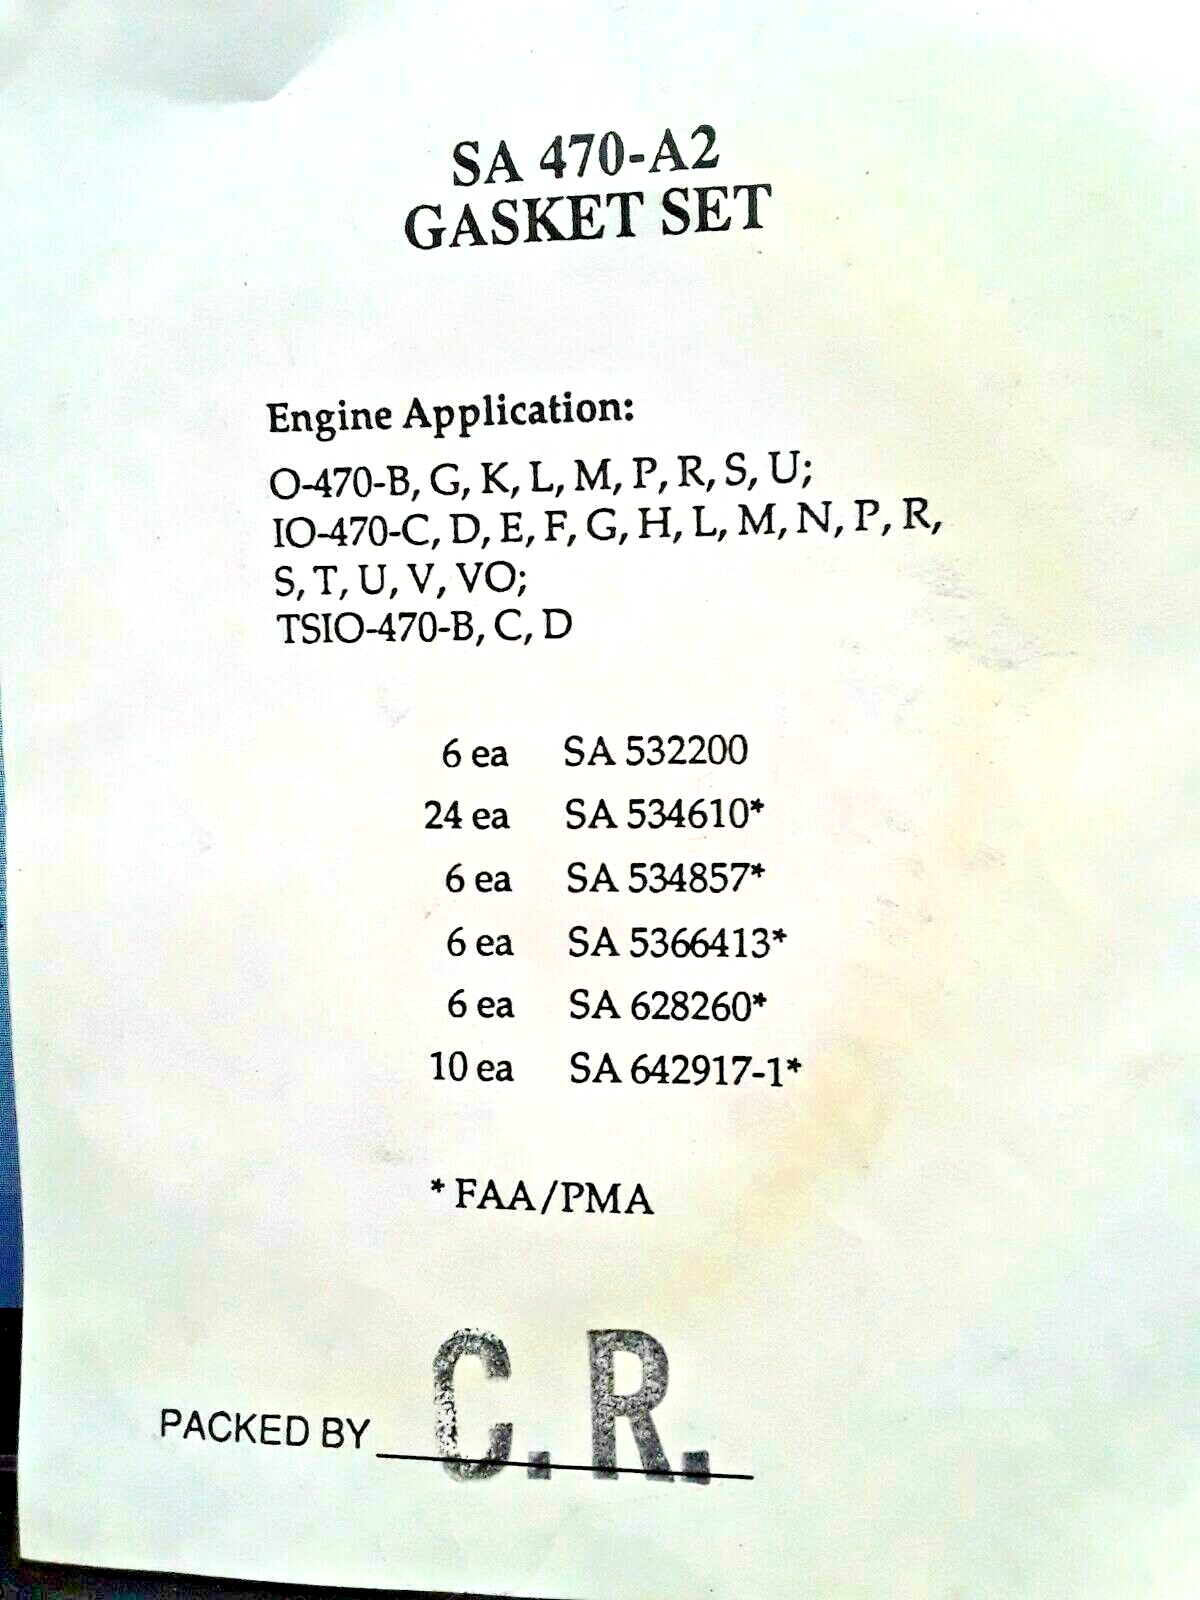 SA 470-A2
GASKET SET
Engine Application:
O-470-B, G, K, L, M, P, R, S, U;
IO-470-C, D, E, F, G, H, L, M, N, P, R,
S, T, U, V, VO;
TSIO-470-B, C, D
6 ea SA 532200
24 ea SA 534610*
6 ea SA 534857*
6 ea SA 5366413*
6 ea SA 628260*
10 ea SA 642917-1*
* FAA/PMA
PACKED BY C. R.